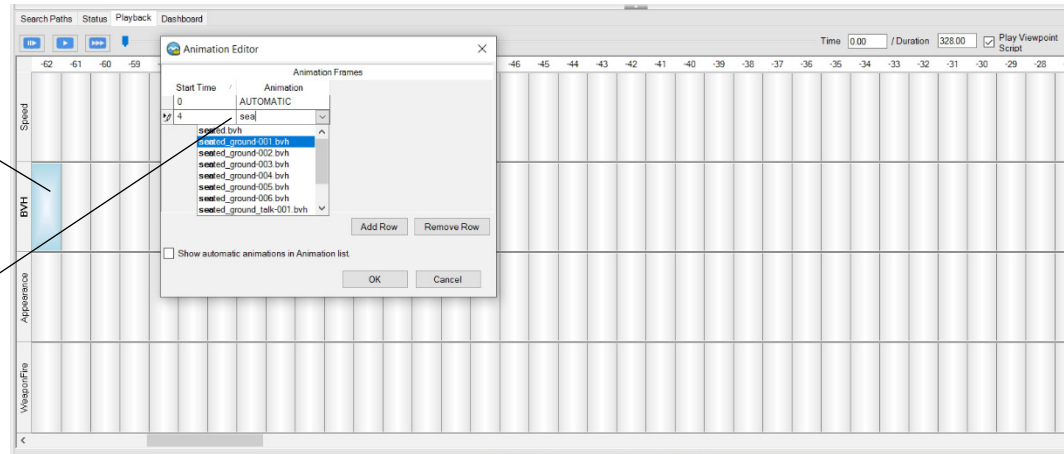 Search Paths Status Playback Dashboard
Time 0.00 / Duration 328.00 Play Viewpoint Script
-62 -61 -60 -59 -46 -45 -44 -43 -42 -41 -40 -39 -38 -37 -36 -35 -34 -33 -32 -31 -30 -29 -28
Animation Editor
Animation Frames
Start Time / Animation
0 AUTOMATIC
4 sea
seated.bvh
seated_ground-001.bvh
seated_ground-002.bvh
seated_ground-003.bvh
seated_ground-004.bvh
seated_ground-005.bvh
seated_ground-006.bvh
seated_ground_talk-001.bvh
Add Row Remove Row
Show automatic animations in Animation list.
OK Cancel
Speed
BVH
Appearance
WeaponFire